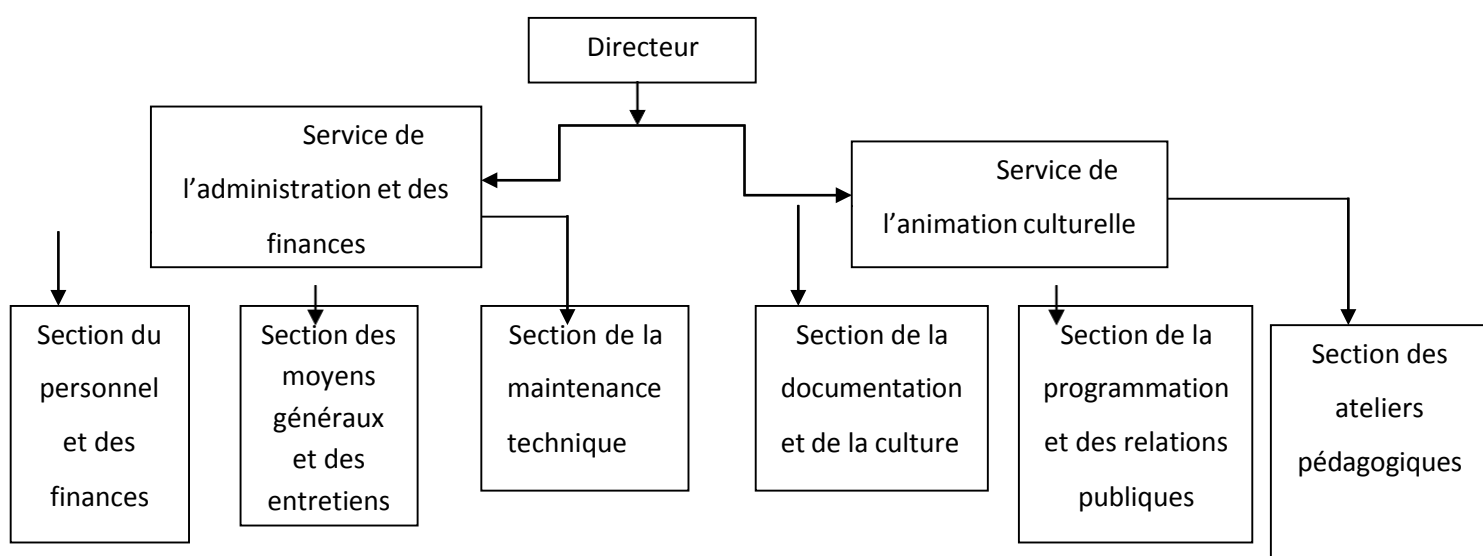 Directeur
Service de
l’administration et des
finances
Service de
l’animation culturelle
Section du
personnel
et des
finances
Section des
moyens
généraux
et des
entretiens
Section de la
maintenance
technique
Section de la
documentation
et de la culture
Section de la
programmation
et des relations
publiques
Section des
ateliers
pédagogiques